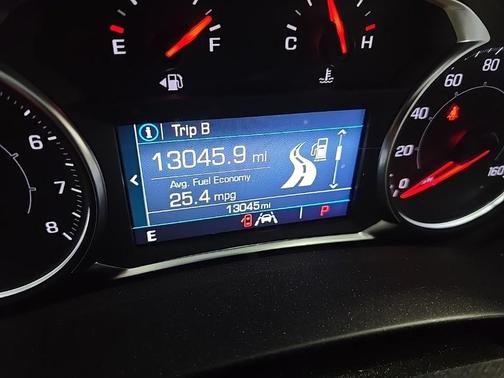 E F
C H
Trip B
13045.9 mi
Avg. Fuel Economy
25.4 mpg
13045mi
P
E
6
7
8
0
20
40
60
80
160